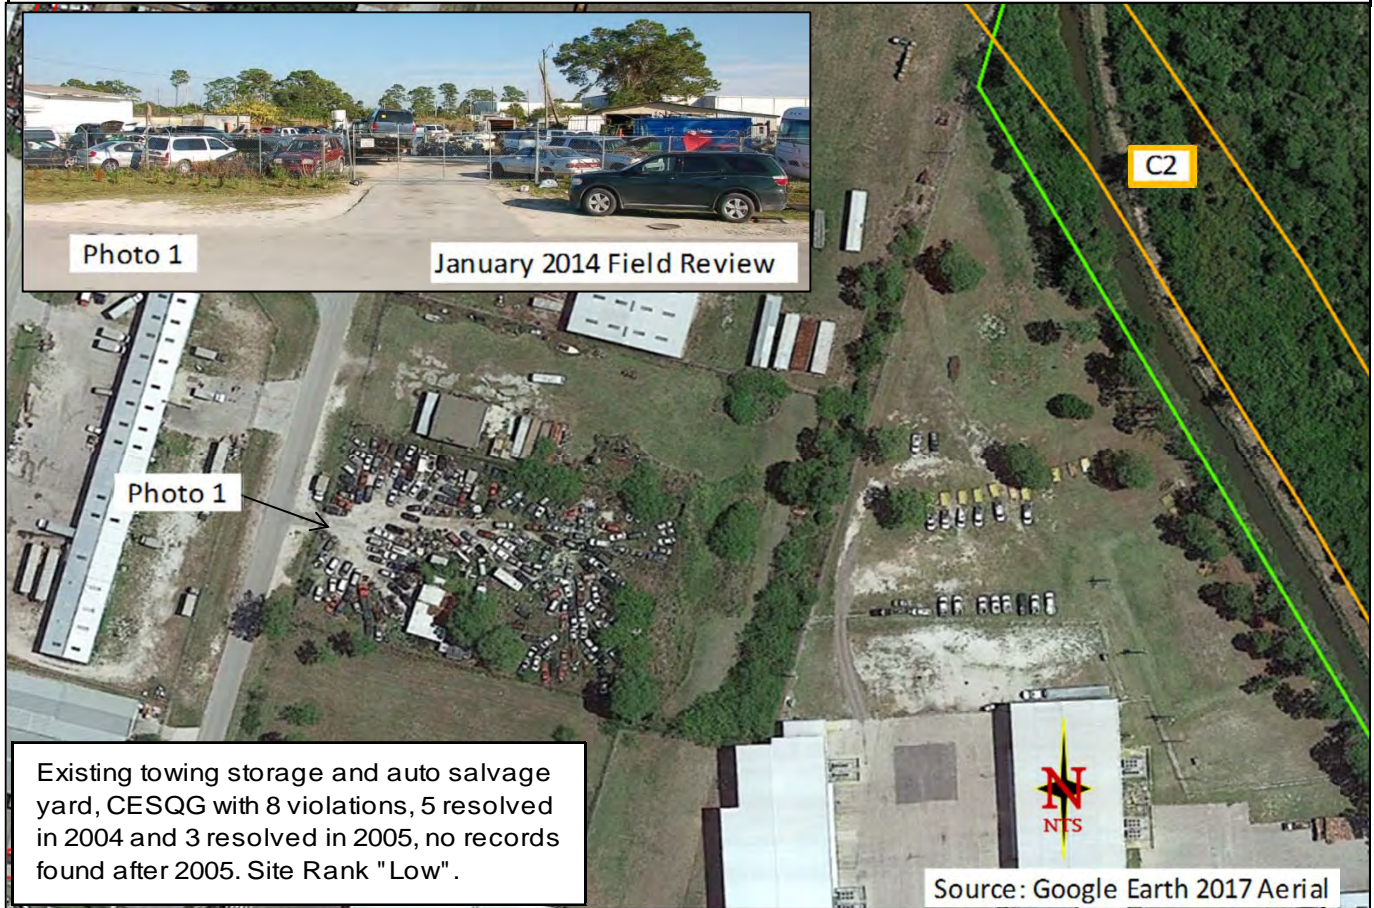 Photo 1
January 2014 Field Review
C2
Photo 1
Existing towing storage and auto salvage
yard, CESQG with 8 violations, 5 resolved
in 2004 and 3 resolved in 2005, no records
found after 2005. Site Rank "Low".
N
NTS
Source: Google Earth 2017 Aerial